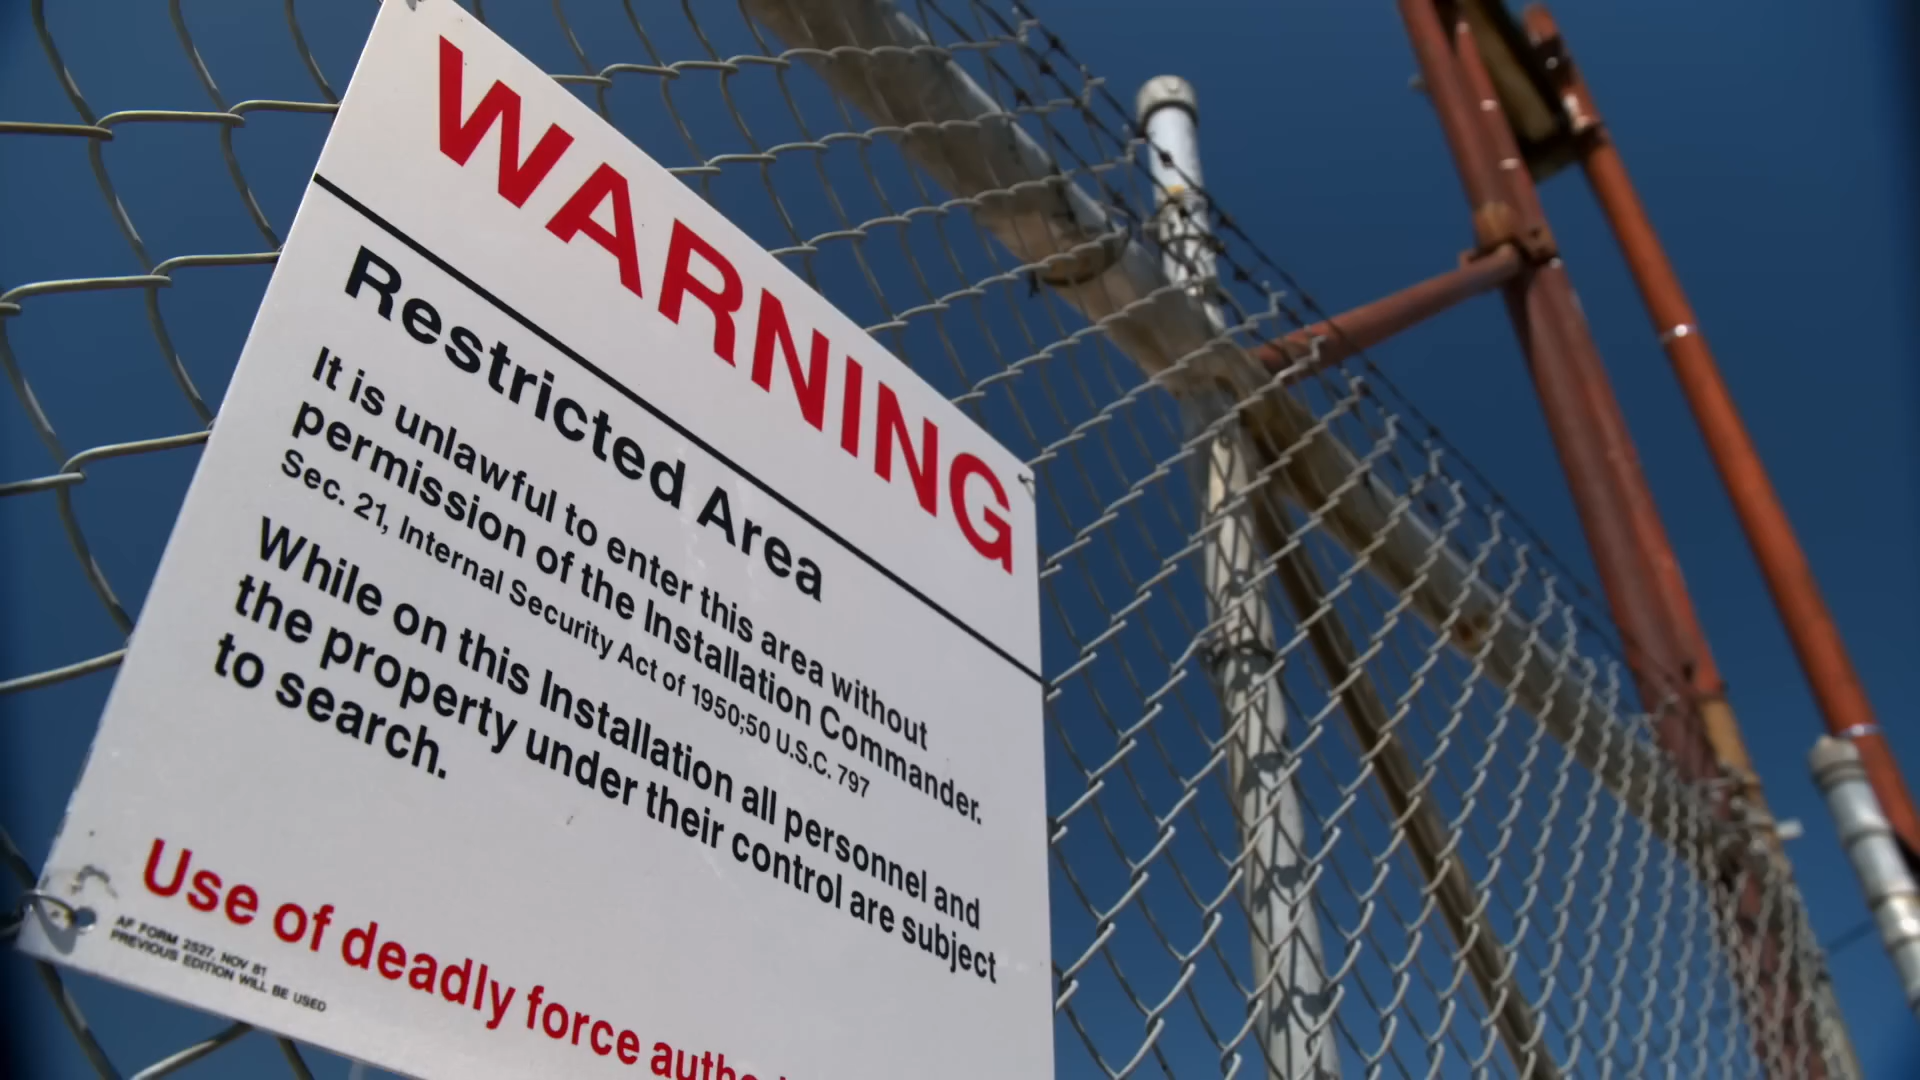 WARNING
Restricted Area
It is unlawful to enter this area without
permission of the Installation Commander.
Sec. 21, Internal Security Act of 1950;50 U.S.C. 797
While on this Installation all personnel and
the property under their control are subject
to search.
Use of deadly force
AF FORM 2527, NOV 81
PREVIOUS EDITION WILL BE USED